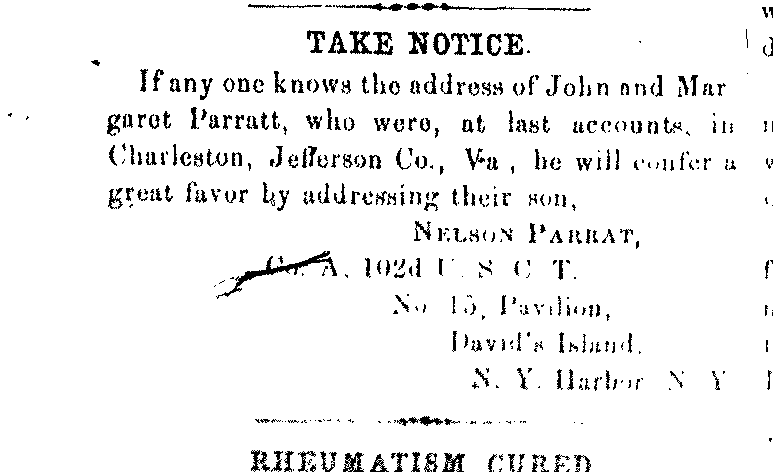 TAKE NOTICE.
If any one knows the address of John and Mar
garet Parratt, who were, at last accounts, in
Charleston, Jefferson Co., Va, he will confer a
great favor by addressing their son,
NELSON PARRAT,
Co. A, 102d U. S. C. T.
No 15, Pavilion,
David's Island,
N. Y. Harbor N. Y
RHEUMATISM CURED